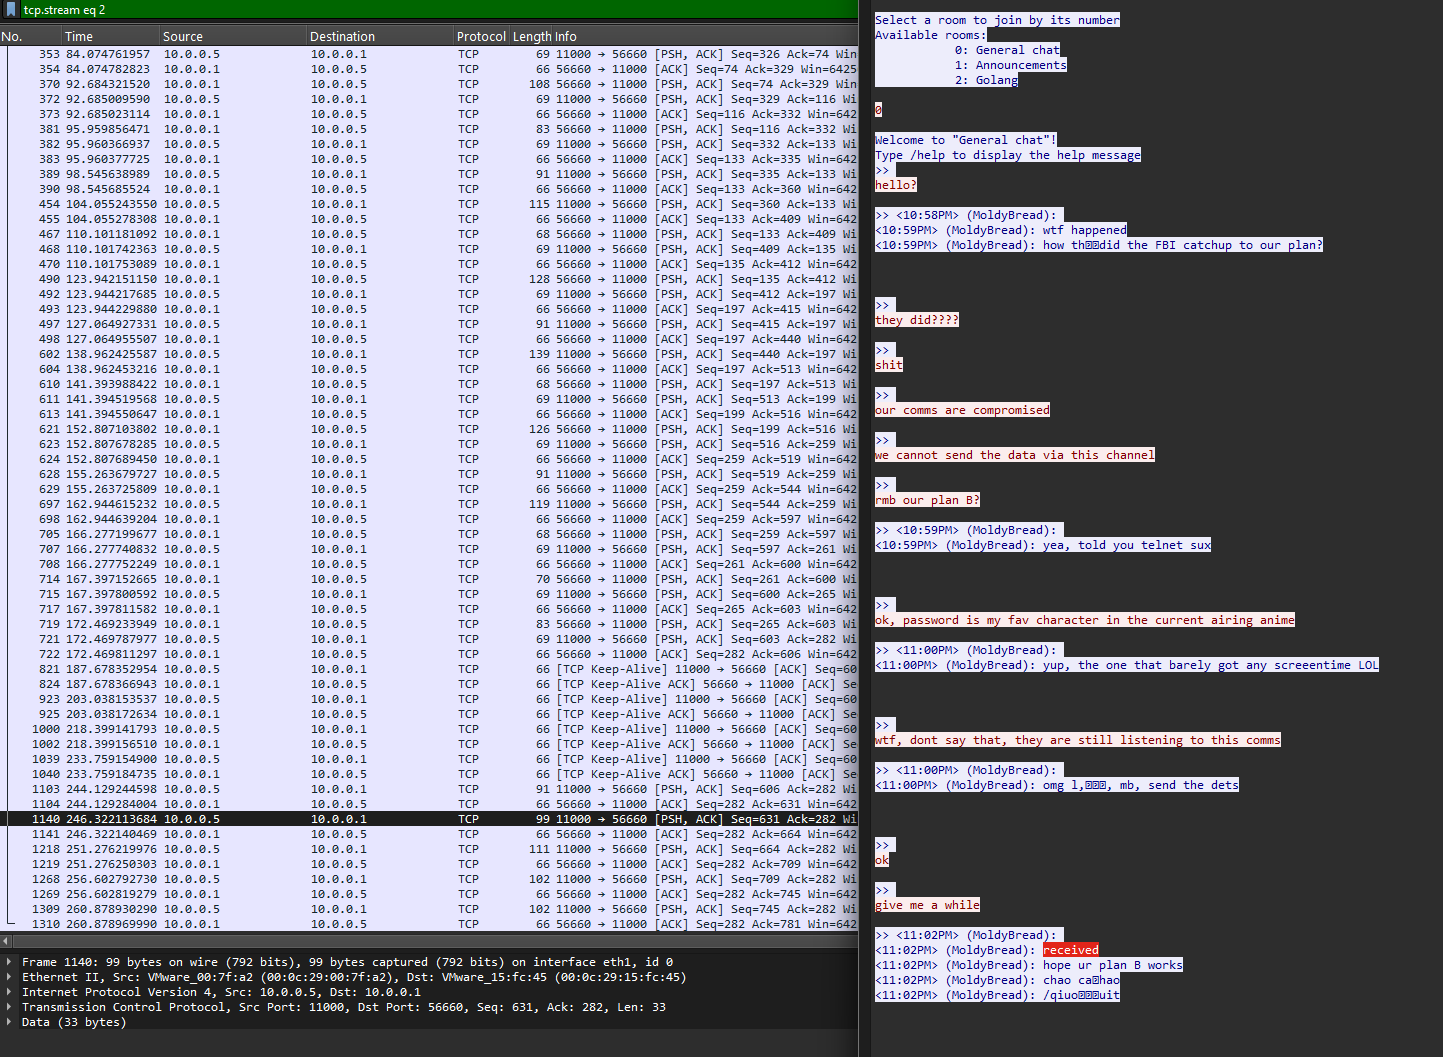 tcp.stream eq 2
No. Time Source Destination Protocol Length Info
353 84.074761957 10.0.0.5 10.0.0.1 TCP 69 11000 → 56660 [PSH, ACK] Seq=326 Ack=74 Win
354 84.074782823 10.0.0.1 10.0.0.5 TCP 66 56660 → 11000 [ACK] Seq=74 Ack=329 Win=6425
370 92.684321520 10.0.0.1 10.0.0.5 TCP 108 56660 → 11000 [PSH, ACK] Seq=74 Ack=329 Win
372 92.685009590 10.0.0.5 10.0.0.1 TCP 69 11000 → 56660 [PSH, ACK] Seq=329 Ack=116 Wi
373 92.685023114 10.0.0.1 10.0.0.5 TCP 66 56660 → 11000 [ACK] Seq=116 Ack=332 Win=642
381 95.959856471 10.0.0.1 10.0.0.5 TCP 83 56660 → 11000 [PSH, ACK] Seq=116 Ack=332 Wi
382 95.960366937 10.0.0.5 10.0.0.1 TCP 69 11000 → 56660 [PSH, ACK] Seq=332 Ack=133 Wi
383 95.960377725 10.0.0.1 10.0.0.5 TCP 66 56660 → 11000 [ACK] Seq=133 Ack=335 Win=642
389 98.545638989 10.0.0.5 10.0.0.1 TCP 91 11000 → 56660 [PSH, ACK] Seq=335 Ack=133 Wi
390 98.545685524 10.0.0.1 10.0.0.5 TCP 66 56660 → 11000 [ACK] Seq=133 Ack=360 Win=642
454 104.055243550 10.0.0.5 10.0.0.1 TCP 115 11000 → 56660 [PSH, ACK] Seq=360 Ack=133 Wi
455 104.055278308 10.0.0.1 10.0.0.5 TCP 66 56660 → 11000 [ACK] Seq=133 Ack=409 Win=642
467 110.101181092 10.0.0.1 10.0.0.5 TCP 68 56660 → 11000 [PSH, ACK] Seq=133 Ack=409 Wi
468 110.101742363 10.0.0.5 10.0.0.1 TCP 69 11000 → 56660 [PSH, ACK] Seq=409 Ack=135 Wi
470 110.101753089 10.0.0.1 10.0.0.5 TCP 66 56660 → 11000 [ACK] Seq=135 Ack=412 Win=642
490 123.942151150 10.0.0.1 10.0.0.5 TCP 128 56660 → 11000 [PSH, ACK] Seq=135 Ack=412 Wi
492 123.944217685 10.0.0.5 10.0.0.1 TCP 69 11000 → 56660 [PSH, ACK] Seq=412 Ack=197 Wi
493 123.944229880 10.0.0.1 10.0.0.5 TCP 66 56660 → 11000 [ACK] Seq=197 Ack=415 Win=642
497 127.064927331 10.0.0.5 10.0.0.1 TCP 91 11000 → 56660 [PSH, ACK] Seq=415 Ack=197 Wi
498 127.064955507 10.0.0.1 10.0.0.5 TCP 66 56660 → 11000 [ACK] Seq=197 Ack=440 Win=642
602 138.962425587 10.0.0.5 10.0.0.1 TCP 139 11000 → 56660 [PSH, ACK] Seq=440 Ack=197 Wi
604 138.962453216 10.0.0.1 10.0.0.5 TCP 66 56660 → 11000 [ACK] Seq=197 Ack=513 Win=642
610 141.393988422 10.0.0.1 10.0.0.5 TCP 68 56660 → 11000 [PSH, ACK] Seq=197 Ack=513 Wi
611 141.394519568 10.0.0.5 10.0.0.1 TCP 69 11000 → 56660 [PSH, ACK] Seq=513 Ack=199 Wi
613 141.394550647 10.0.0.1 10.0.0.5 TCP 66 56660 → 11000 [ACK] Seq=199 Ack=516 Win=642
621 152.807103802 10.0.0.1 10.0.0.5 TCP 126 56660 → 11000 [PSH, ACK] Seq=199 Ack=516 Wi
623 152.807678285 10.0.0.5 10.0.0.1 TCP 69 11000 → 56660 [PSH, ACK] Seq=516 Ack=259 Wi
624 152.807689450 10.0.0.1 10.0.0.5 TCP 66 56660 → 11000 [ACK] Seq=259 Ack=519 Win=642
628 155.263679727 10.0.0.5 10.0.0.1 TCP 91 11000 → 56660 [PSH, ACK] Seq=519 Ack=259 Wi
629 155.263725809 10.0.0.1 10.0.0.5 TCP 66 56660 → 11000 [ACK] Seq=259 Ack=544 Win=642
697 162.944615232 10.0.0.5 10.0.0.1 TCP 119 11000 → 56660 [PSH, ACK] Seq=544 Ack=259 Wi
698 162.944639204 10.0.0.1 10.0.0.5 TCP 66 56660 → 11000 [ACK] Seq=259 Ack=597 Win=642
705 166.277199677 10.0.0.1 10.0.0.5 TCP 68 56660 → 11000 [PSH, ACK] Seq=259 Ack=597 Wi
707 166.277740832 10.0.0.5 10.0.0.1 TCP 69 11000 → 56660 [PSH, ACK] Seq=597 Ack=261 Wi
708 166.277752249 10.0.0.1 10.0.0.5 TCP 66 56660 → 11000 [ACK] Seq=261 Ack=600 Win=642
714 167.397152665 10.0.0.1 10.0.0.5 TCP 70 56660 → 11000 [PSH, ACK] Seq=261 Ack=600 Wi
715 167.397800592 10.0.0.5 10.0.0.1 TCP 69 11000 → 56660 [PSH, ACK] Seq=600 Ack=265 Wi
717 167.397811582 10.0.0.1 10.0.0.5 TCP 66 56660 → 11000 [ACK] Seq=265 Ack=603 Win=642
719 172.469233949 10.0.0.1 10.0.0.5 TCP 83 56660 → 11000 [PSH, ACK] Seq=265 Ack=603 Wi
721 172.469787977 10.0.0.5 10.0.0.1 TCP 69 11000 → 56660 [PSH, ACK] Seq=603 Ack=282 Wi
722 172.469811297 10.0.0.1 10.0.0.5 TCP 66 56660 → 11000 [ACK] Seq=282 Ack=606 Win=642
821 187.678352954 10.0.0.5 10.0.0.1 TCP 66 [TCP Keep-Alive] 11000 → 56660 [ACK] Seq=60
824 187.678366943 10.0.0.1 10.0.0.5 TCP 66 [TCP Keep-Alive ACK] 56660 → 11000 [ACK] Se
923 203.038153537 10.0.0.5 10.0.0.1 TCP 66 [TCP Keep-Alive] 11000 → 56660 [ACK] Seq=60
925 203.038172634 10.0.0.1 10.0.0.5 TCP 66 [TCP Keep-Alive ACK] 56660 → 11000 [ACK] Se
1000 218.399141793 10.0.0.5 10.0.0.1 TCP 66 [TCP Keep-Alive] 11000 → 56660 [ACK] Seq=60
1002 218.399156510 10.0.0.1 10.0.0.5 TCP 66 [TCP Keep-Alive ACK] 56660 → 11000 [ACK] Se
1039 233.759154900 10.0.0.5 10.0.0.1 TCP 66 [TCP Keep-Alive] 11000 → 56660 [ACK] Seq=60
1040 233.759184735 10.0.0.1 10.0.0.5 TCP 66 [TCP Keep-Alive ACK] 56660 → 11000 [ACK] Se
1103 244.129244598 10.0.0.5 10.0.0.1 TCP 91 11000 → 56660 [PSH, ACK] Seq=606 Ack=282 Wi
1104 244.129284004 10.0.0.1 10.0.0.5 TCP 66 56660 → 11000 [ACK] Seq=282 Ack=631 Win=642
1140 246.322113684 10.0.0.5 10.0.0.1 TCP 99 11000 → 56660 [PSH, ACK] Seq=631 Ack=282 Wi
1141 246.322140469 10.0.0.1 10.0.0.5 TCP 66 56660 → 11000 [ACK] Seq=282 Ack=664 Win=642
1218 251.276219976 10.0.0.5 10.0.0.1 TCP 111 11000 → 56660 [PSH, ACK] Seq=664 Ack=282 Wi
1219 251.276250303 10.0.0.1 10.0.0.5 TCP 66 56660 → 11000 [ACK] Seq=282 Ack=709 Win=642
1268 256.602792730 10.0.0.5 10.0.0.1 TCP 102 11000 → 56660 [PSH, ACK] Seq=709 Ack=282 Wi
1269 256.602819279 10.0.0.1 10.0.0.5 TCP 66 56660 → 11000 [ACK] Seq=282 Ack=745 Win=642
1309 260.878930290 10.0.0.5 10.0.0.1 TCP 102 11000 → 56660 [PSH, ACK] Seq=745 Ack=282 Wi
1310 260.878969990 10.0.0.1 10.0.0.5 TCP 66 56660 → 11000 [ACK] Seq=282 Ack=781 Win=642
Frame 1140: 99 bytes on wire (792 bits), 99 bytes captured (792 bits) on interface eth1, id 0
Ethernet II, Src: VMware_00:7f:a2 (00:0c:29:00:7f:a2), Dst: VMware_15:fc:45 (00:0c:29:15:fc:45)
Internet Protocol Version 4, Src: 10.0.0.5, Dst: 10.0.0.1
Transmission Control Protocol, Src Port: 11000, Dst Port: 56660, Seq: 631, Ack: 282, Len: 33
Data (33 bytes)
Select a room to join by its number
Available rooms:
0: General chat
1: Announcements
2: Golang
0
Welcome to "General chat"!
Type /help to display the help message
>>
hello?
>> <10:58PM> (MoldyBread):
<10:59PM> (MoldyBread): wtf happened
<10:59PM> (MoldyBread): how th␦␦did the FBI catchup to our plan?
>>
they did????
>>
shit
>>
our comms are compromised
>>
we cannot send the data via this channel
>>
rmb our plan B?
>> <10:59PM> (MoldyBread):
<10:59PM> (MoldyBread): yea, told you telnet sux
>>
ok, password is my fav character in the current airing anime
>> <11:00PM> (MoldyBread):
<11:00PM> (MoldyBread): yup, the one that barely got any screeentime LOL
>>
wtf, dont say that, they are still listening to this comms
>> <11:00PM> (MoldyBread):
<11:00PM> (MoldyBread): omg l,␦␦␦, mb, send the dets
>>
ok
>>
give me a while
>> <11:02PM> (MoldyBread):
<11:02PM> (MoldyBread): received
<11:02PM> (MoldyBread): hope ur plan B works
<11:02PM> (MoldyBread): chao ca␦hao
<11:02PM> (MoldyBread): /qiuo␦␦␦uit